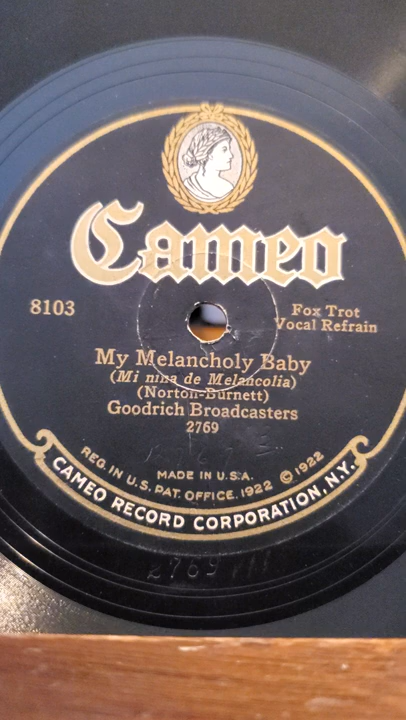 Cameo
8103
Fox Trot
Vocal Refrain
My Melancholy Baby
(Mi nina de Melancolia)
(Norton-Burnett)
Goodrich Broadcasters
2769
MADE IN U.S.A.
REG. IN U.S. PAT. OFFICE. 1922 © 1922
CAMEO RECORD CORPORATION, N.Y.
2769